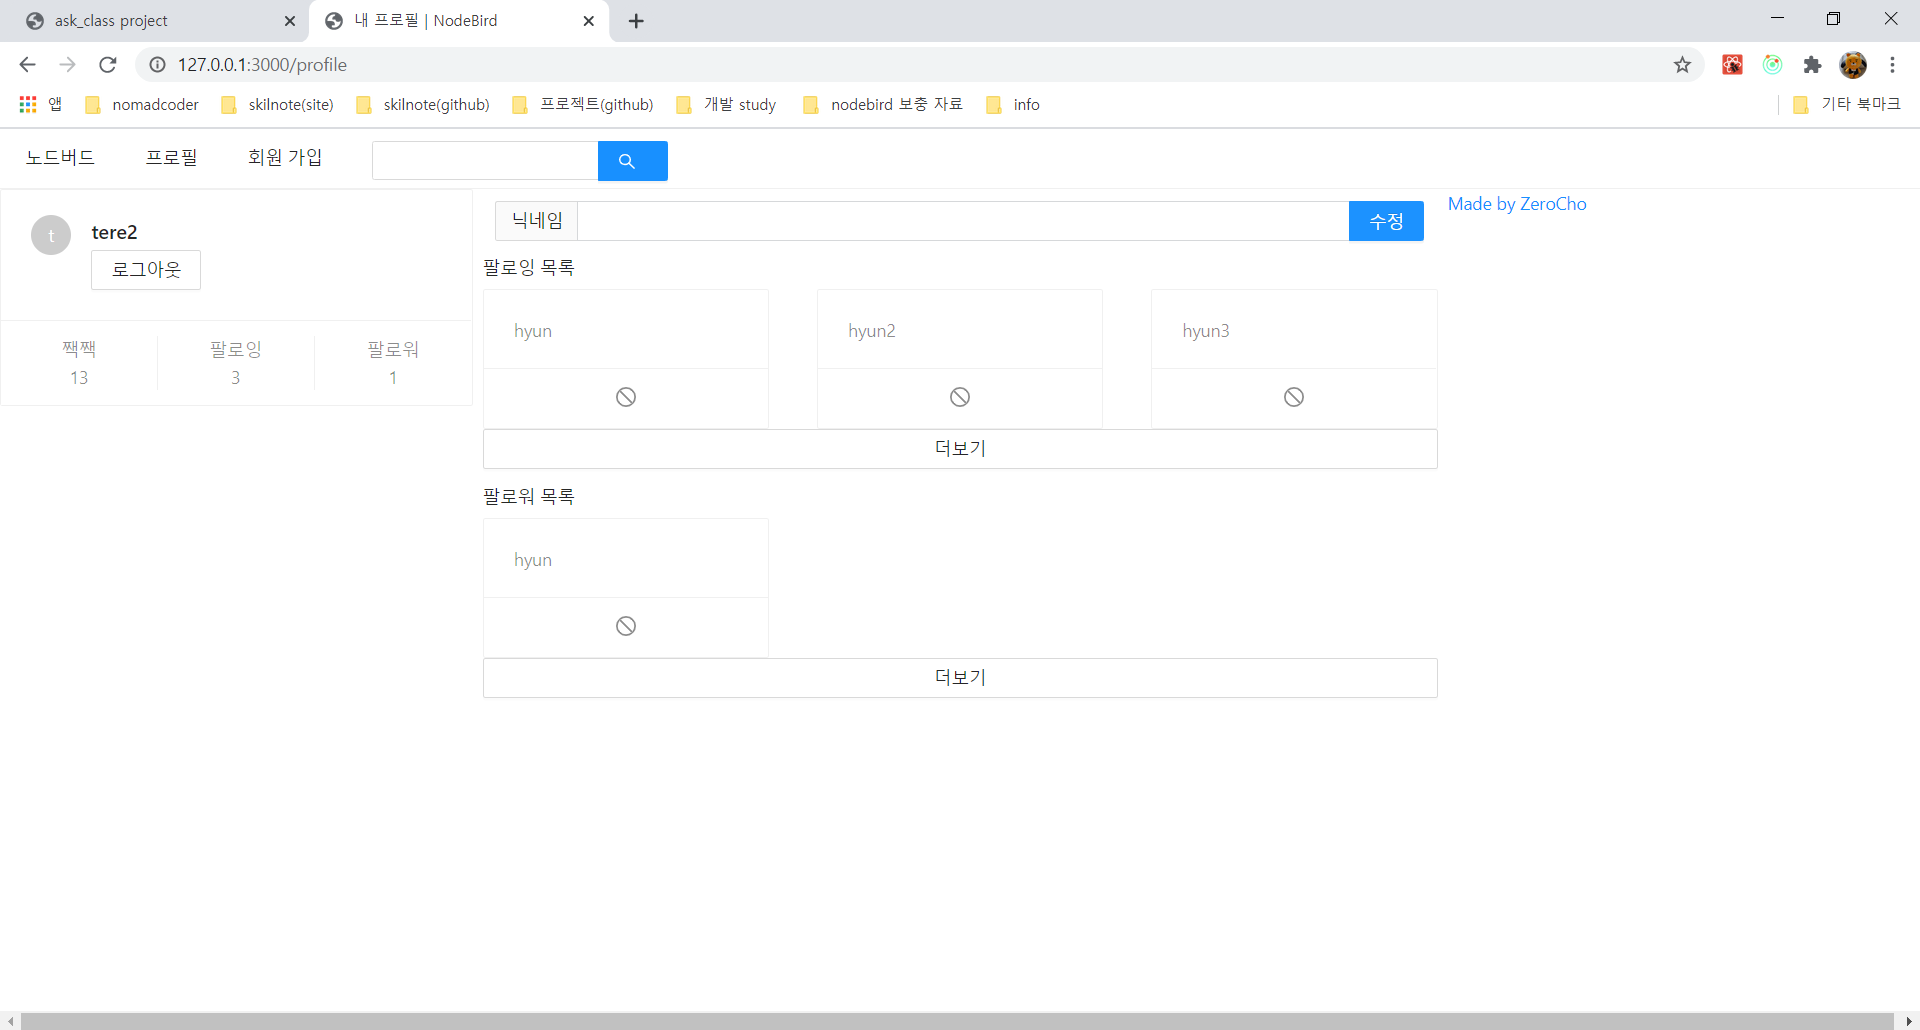 ask_class project
내 프로필 | NodeBird
127.0.0.1:3000/profile
앱 nomadcoder skilnote(site) skilnote(github) 프로젝트(github) 개발 study nodebird 보충 자료 info 기타 북마크
노드버드 프로필 회원 가입
t
tere2
로그아웃
짹짹 팔로잉 팔로워
13 3 1
닉네임 수정
팔로잉 목록
hyun hyun2 hyun3
더보기
팔로워 목록
hyun
더보기
Made by ZeroCho